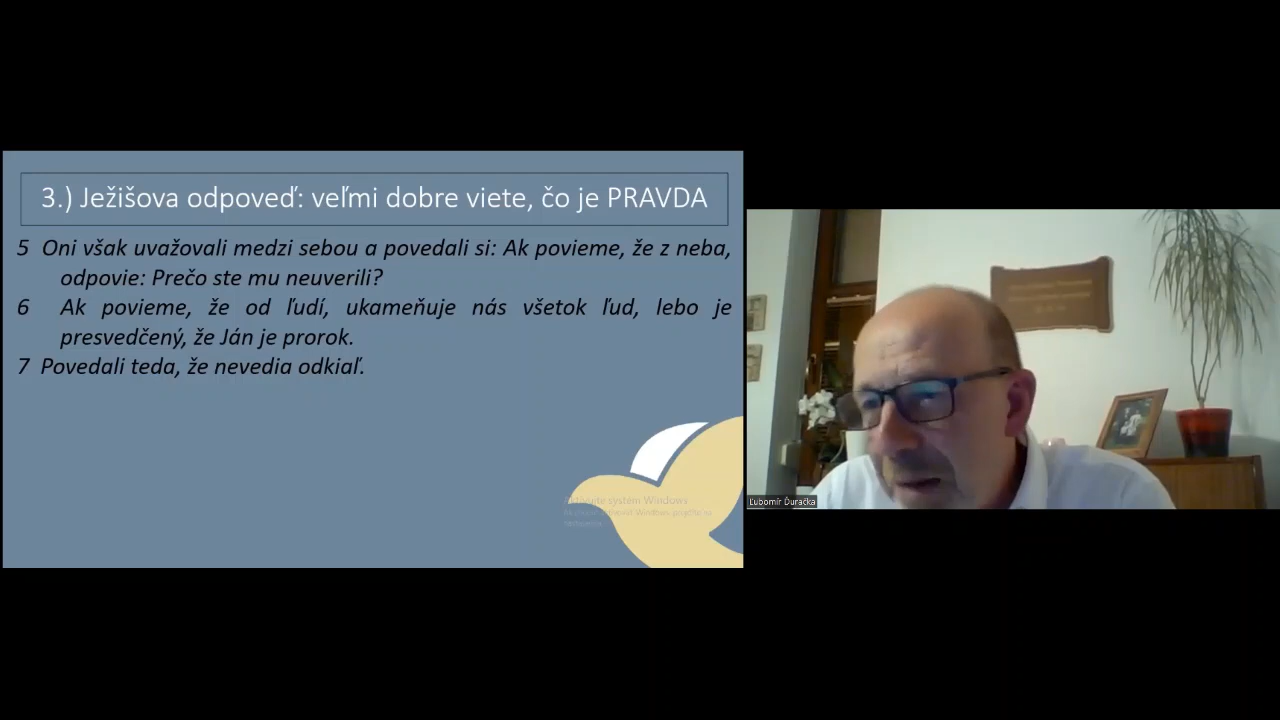 3.) Ježišova odpoveď: veľmi dobre viete, čo je PRAVDA
5 Oni však uvažovali medzi sebou a povedali si: Ak povieme, že z neba,
odpovie: Prečo ste mu neuverili?
6 Ak povieme, že od ľudí, ukameňuje nás všetok ľud, lebo je
presvedčený, že Ján je prorok.
7 Povedali teda, že nevedia odkiaľ.
Aktivujte systém Windows
Ľubomír Ďuračka